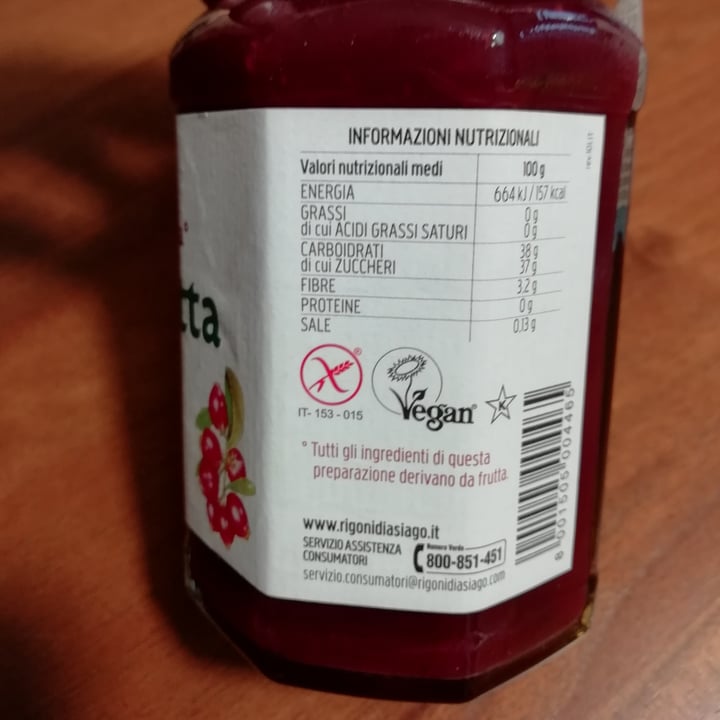 INFORMAZIONI NUTRIZIONALI
Valori nutrizionali medi 100 g
ENERGIA 664 kJ / 157 kcal
GRASSI 0 g
di cui ACIDI GRASSI SATURI 0 g
CARBOIDRATI 38 g
di cui ZUCCHERI 37 g
FIBRE 3,2 g
PROTEINE 0 g
SALE 0,13 g
IT- 153 - 015
Vegan®
K
° Tutti gli ingredienti di questa
preparazione derivano da frutta.
www.rigonidiasiago.it
SERVIZIO ASSISTENZA
CONSUMATORI
Numero Verde
800-851-451
servizio.consumatori@rigonidiasiago.com
8 001505 004465
tta